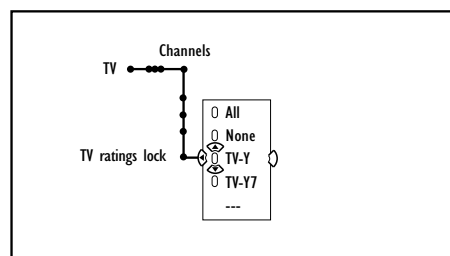 Channels
TV
All
None
TV ratings lock
TV-Y
TV-Y7
---